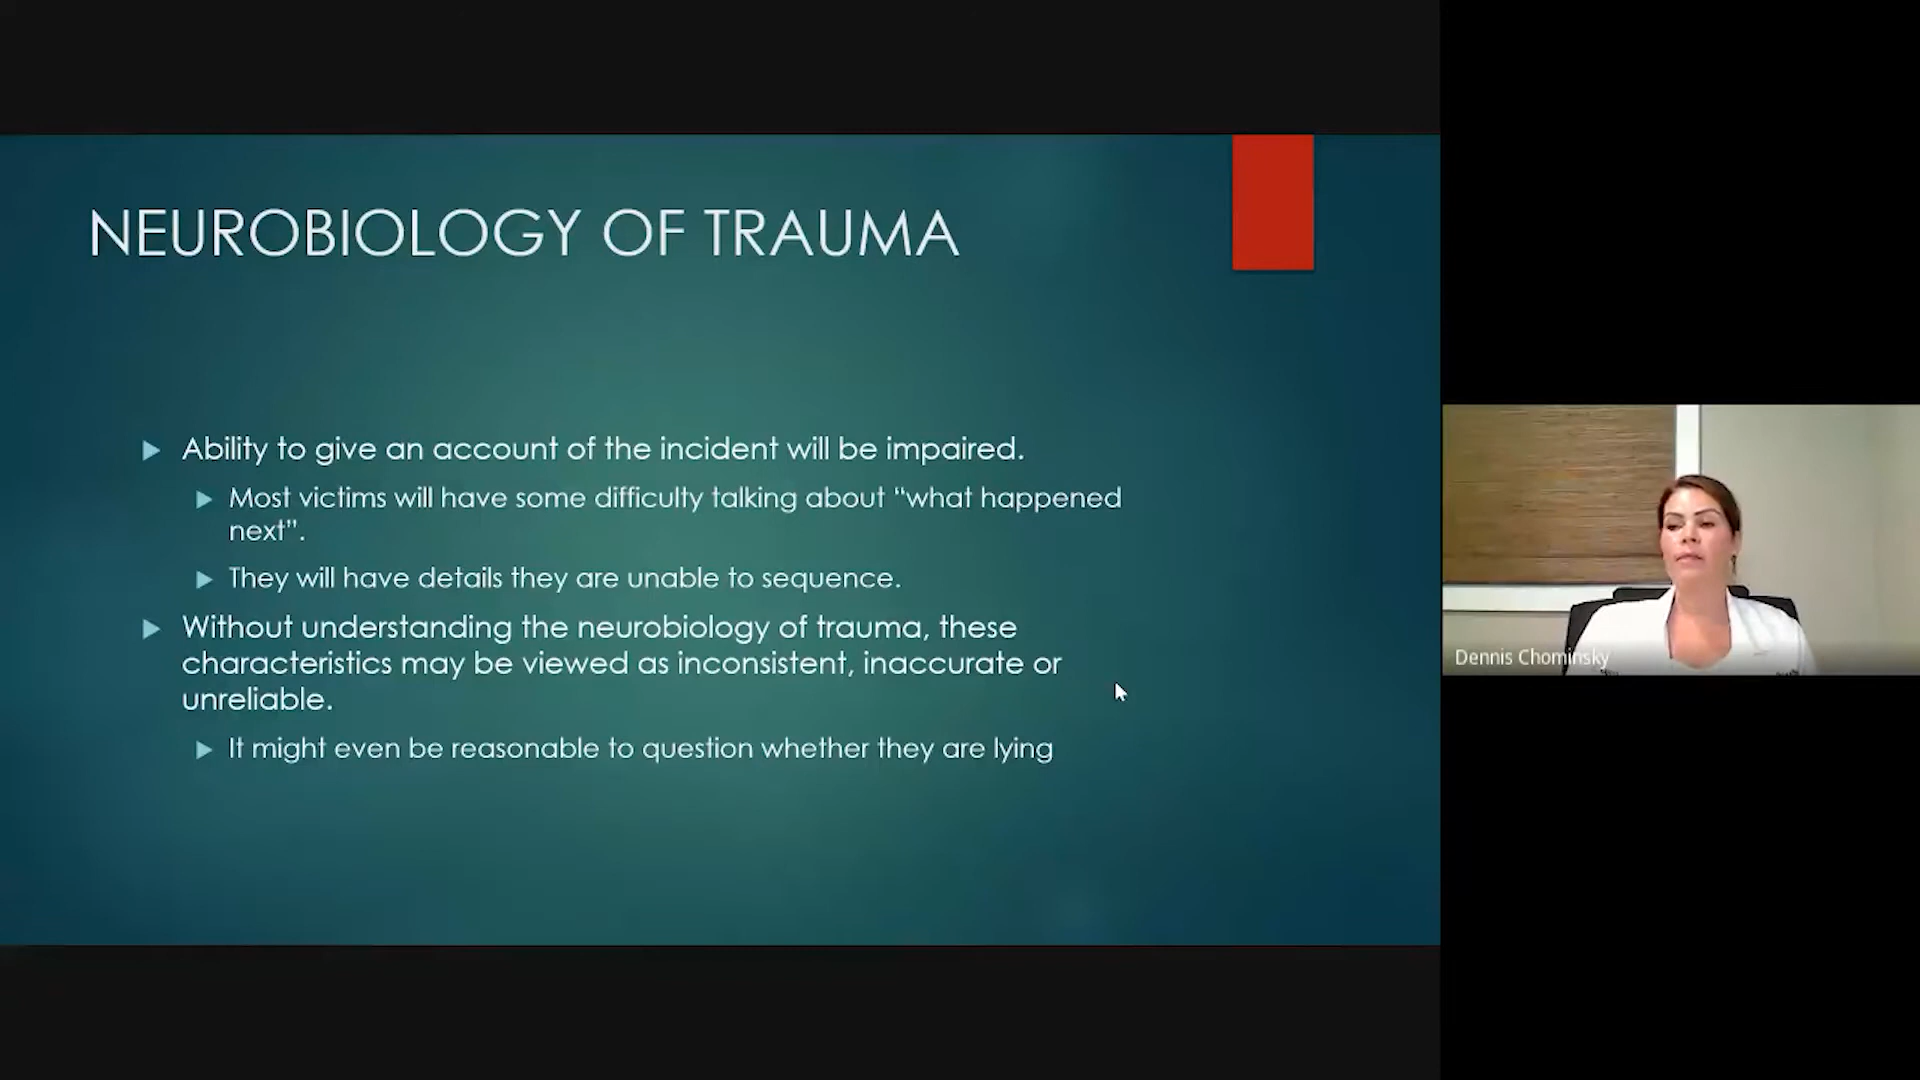 NEUROBIOLOGY OF TRAUMA
Ability to give an account of the incident will be impaired.
Most victims will have some difficulty talking about “what happened
next”.
They will have details they are unable to sequence.
Without understanding the neurobiology of trauma, these
characteristics may be viewed as inconsistent, inaccurate or
unreliable.
It might even be reasonable to question whether they are lying
Dennis Chominsky